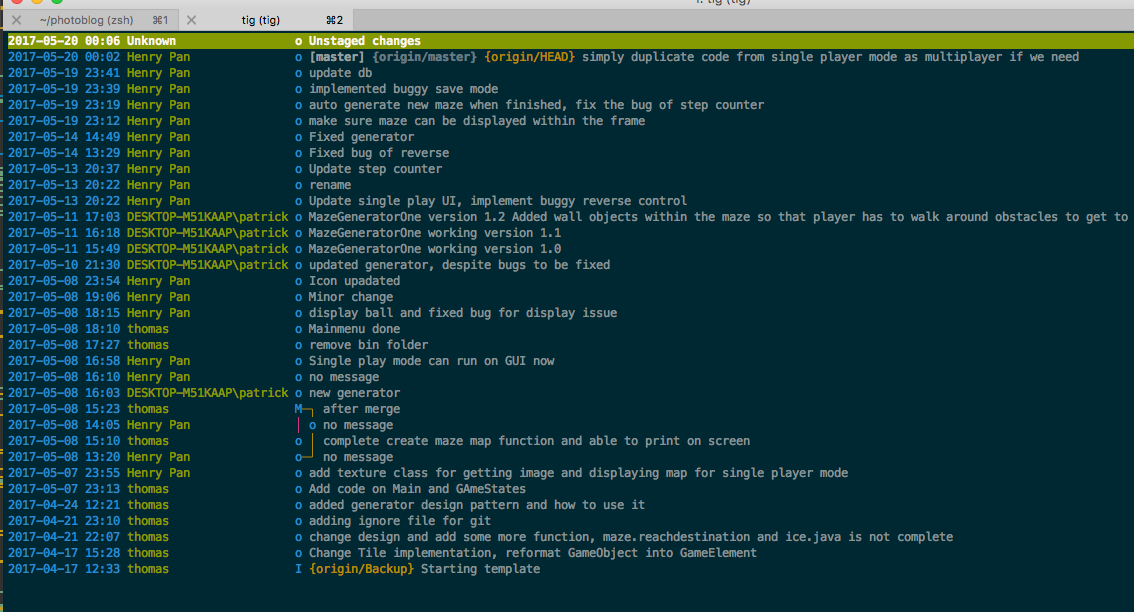 1. tig (tig)
~/photoblog (zsh) ⌘1 tig (tig) ⌘2
2017-05-20 00:06 Unknown o Unstaged changes
2017-05-20 00:02 Henry Pan o [master] {origin/master} {origin/HEAD} simply duplicate code from single player mode as multiplayer if we need
2017-05-19 23:41 Henry Pan o update db
2017-05-19 23:39 Henry Pan o implemented buggy save mode
2017-05-19 23:19 Henry Pan o auto generate new maze when finished, fix the bug of step counter
2017-05-19 23:12 Henry Pan o make sure maze can be displayed within the frame
2017-05-14 14:49 Henry Pan o Fixed generator
2017-05-14 13:29 Henry Pan o Fixed bug of reverse
2017-05-13 20:37 Henry Pan o Update step counter
2017-05-13 20:22 Henry Pan o rename
2017-05-13 20:22 Henry Pan o Update single play UI, implement buggy reverse control
2017-05-11 17:03 DESKTOP-M51KAAP\patrick o MazeGeneratorOne version 1.2 Added wall objects within the maze so that player has to walk around obstacles to get to
2017-05-11 16:18 DESKTOP-M51KAAP\patrick o MazeGeneratorOne working version 1.1
2017-05-11 15:49 DESKTOP-M51KAAP\patrick o MazeGeneratorOne working version 1.0
2017-05-10 21:30 DESKTOP-M51KAAP\patrick o updated generator, despite bugs to be fixed
2017-05-08 23:54 Henry Pan o Icon upadated
2017-05-08 19:06 Henry Pan o Minor change
2017-05-08 18:15 Henry Pan o display ball and fixed bug for display issue
2017-05-08 18:10 thomas o Mainmenu done
2017-05-08 17:27 thomas o remove bin folder
2017-05-08 16:58 Henry Pan o Single play mode can run on GUI now
2017-05-08 16:10 Henry Pan o no message
2017-05-08 16:03 DESKTOP-M51KAAP\patrick o new generator
2017-05-08 15:23 thomas M─┐ after merge
2017-05-08 14:05 Henry Pan │ o no message
2017-05-08 15:10 thomas o │ complete create maze map function and able to print on screen
2017-05-08 13:20 Henry Pan o─┘ no message
2017-05-07 23:55 Henry Pan o add texture class for getting image and displaying map for single player mode
2017-05-07 23:13 thomas o Add code on Main and GAmeStates
2017-04-24 12:21 thomas o added generator design pattern and how to use it
2017-04-21 23:10 thomas o adding ignore file for git
2017-04-21 22:07 thomas o change design and add some more function, maze.reachdestination and ice.java is not complete
2017-04-17 15:28 thomas o Change Tile implementation, reformat GameObject into GameElement
2017-04-17 12:33 thomas I {origin/Backup} Starting template